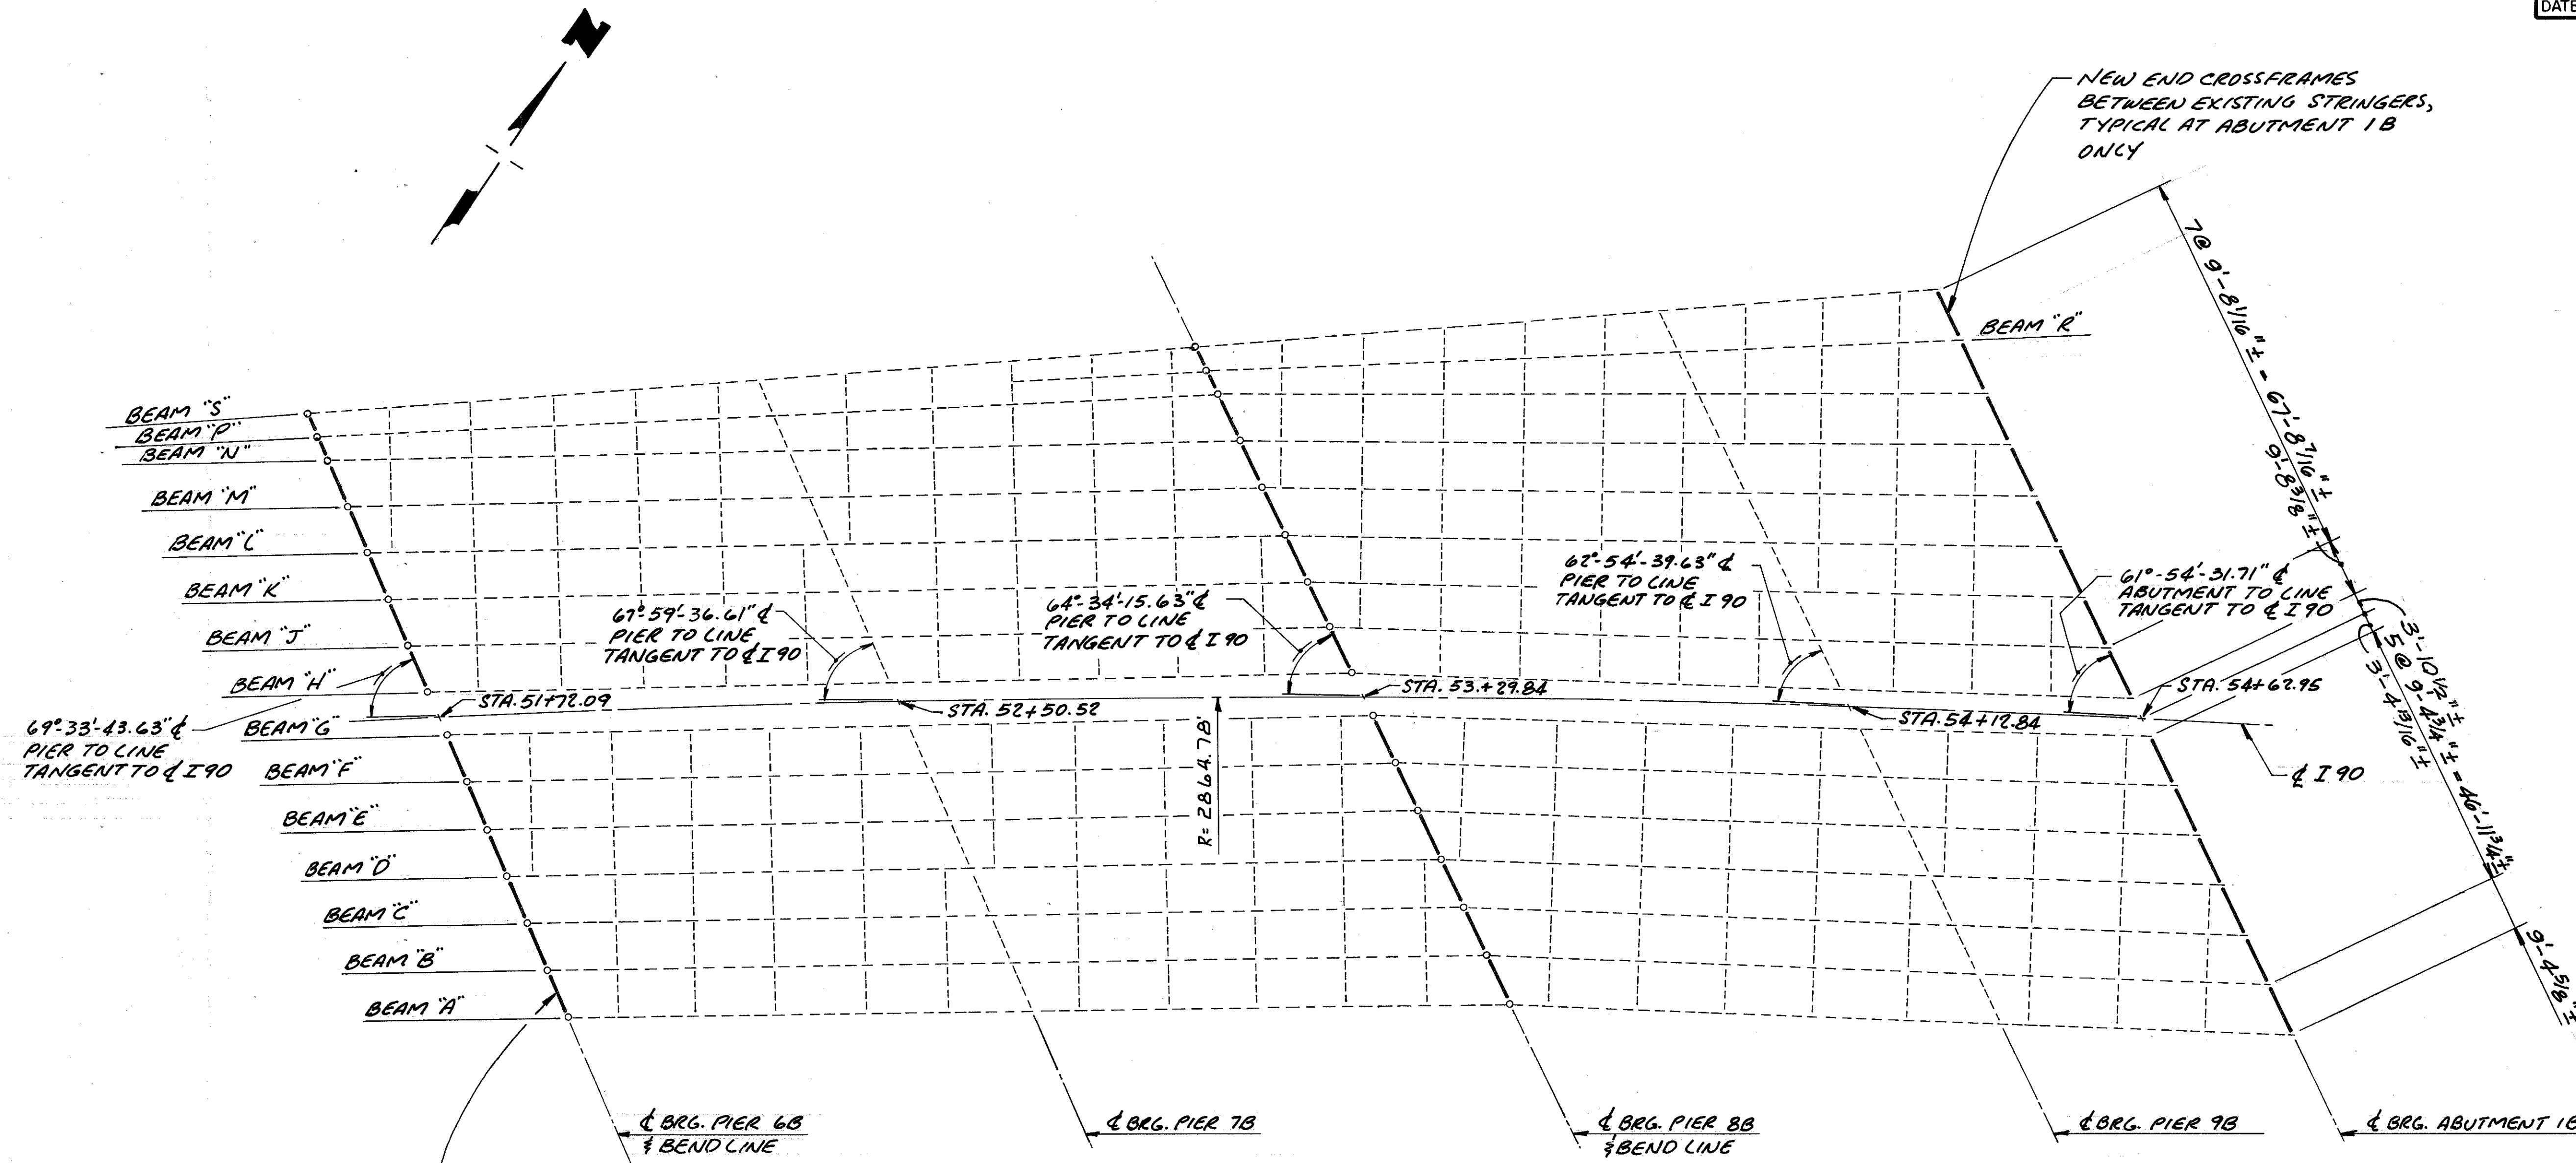 DATE
N
NEW END CROSSFRAMES
BETWEEN EXISTING STRINGERS,
TYPICAL AT ABUTMENT 1B
ONLY
7@ 9'-8 1/16"± = 67'-8 7/16"±
9'-8 3/8"±
3'-10 1/2"±
5 @ 9'-4 3/4"± = 46'-11 3/4"±
3'-4 13/16"±
9'-4 5/8"±
BEAM "R"
BEAM "S"
BEAM "P"
BEAM "N"
BEAM "M"
BEAM "L"
BEAM "K"
BEAM "J"
BEAM "H"
BEAM "G"
BEAM "F"
BEAM "E"
BEAM "D"
BEAM "C"
BEAM "B"
BEAM "A"
69°-33'-43.63" ℄
PIER TO LINE
TANGENT TO ℄ I 90
67°-59'-36.61" ℄
PIER TO LINE
TANGENT TO ℄ I 90
64°-34'-15.63" ℄
PIER TO LINE
TANGENT TO ℄ I 90
62°-54'-39.63" ℄
PIER TO LINE
TANGENT TO ℄ I 90
61°-54'-31.71" ℄
ABUTMENT TO LINE
TANGENT TO ℄ I 90
STA. 51+72.09
STA. 52+50.52
STA. 53+29.84
STA. 54+12.84
STA. 54+62.95
R= 2864.78'
℄ I 90
℄ BRG. PIER 6B
& BEND LINE
℄ BRG. PIER 7B
℄ BRG. PIER 8B
& BEND LINE
℄ BRG. PIER 9B
℄ BRG. ABUTMENT 1B